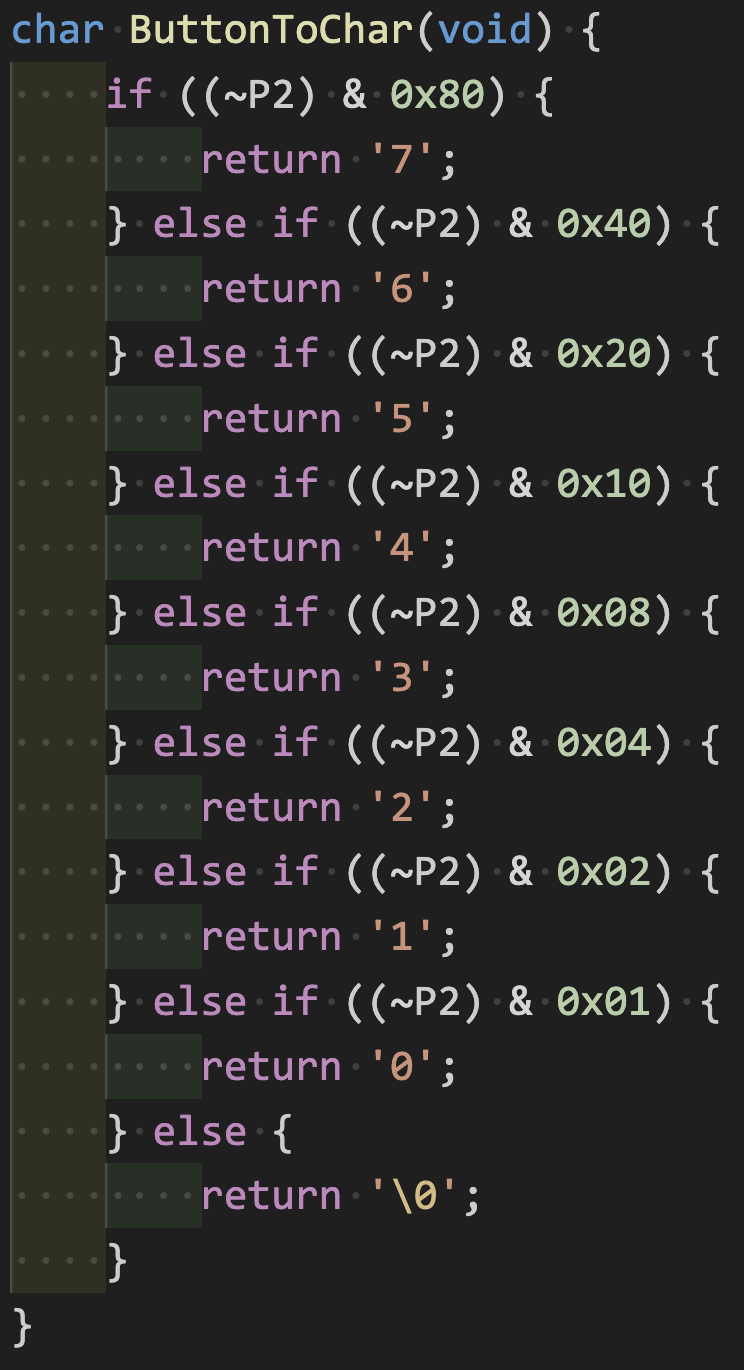 char ButtonToChar(void) {
    if ((~P2) & 0x80) {
        return '7';
    } else if ((~P2) & 0x40) {
        return '6';
    } else if ((~P2) & 0x20) {
        return '5';
    } else if ((~P2) & 0x10) {
        return '4';
    } else if ((~P2) & 0x08) {
        return '3';
    } else if ((~P2) & 0x04) {
        return '2';
    } else if ((~P2) & 0x02) {
        return '1';
    } else if ((~P2) & 0x01) {
        return '0';
    } else {
        return '\0';
    }
}